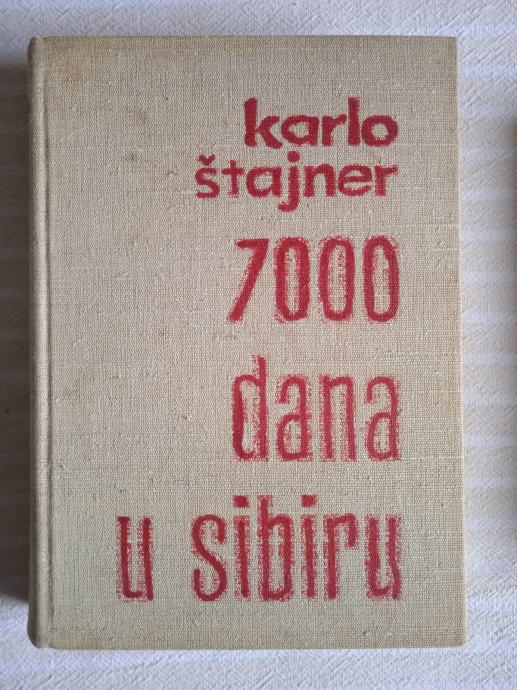 karlo
štajner
7000
dana
u sibiru